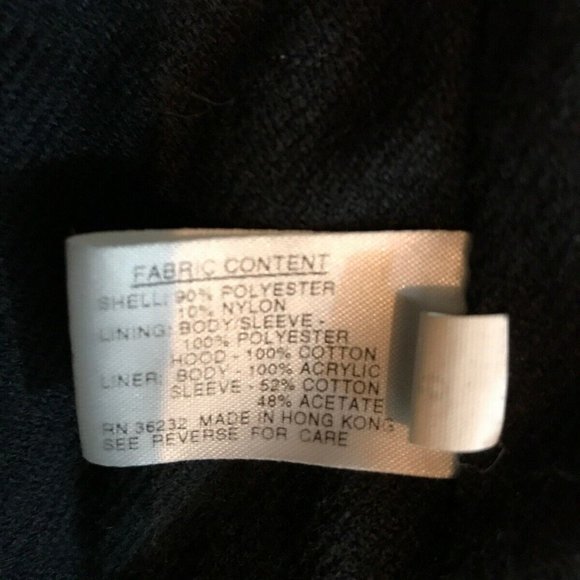 FABRIC CONTENT
SHELL: 90% POLYESTER
10% NYLON
LINING: BODY/SLEEVE -
100% POLYESTER
HOOD - 100% COTTON
LINER: BODY - 100% ACRYLIC
SLEEVE - 52% COTTON
48% ACETATE
RN 36232 MADE IN HONG KONG
SEE REVERSE FOR CARE